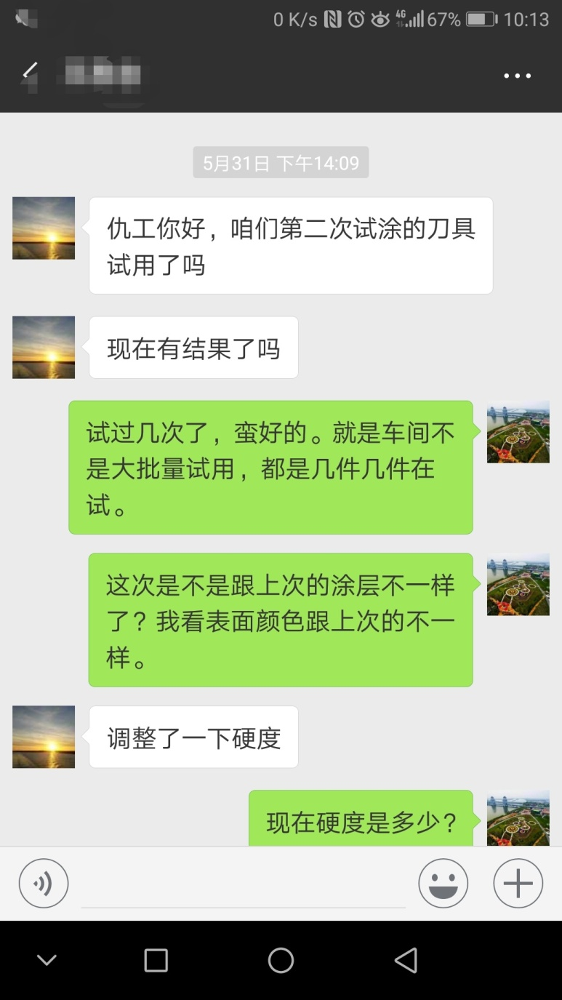 0 K/s 4G 67% 10:13
5月31日 下午14:09
仇工你好，咱们第二次试涂的刀具
试用了吗
现在有结果了吗
试过几次了，蛮好的。就是车间不
是大批量试用，都是几件几件在
试。
这次是不是跟上次的涂层不一样
了？我看表面颜色跟上次的不一
样。
调整了一下硬度
现在硬度是多少？